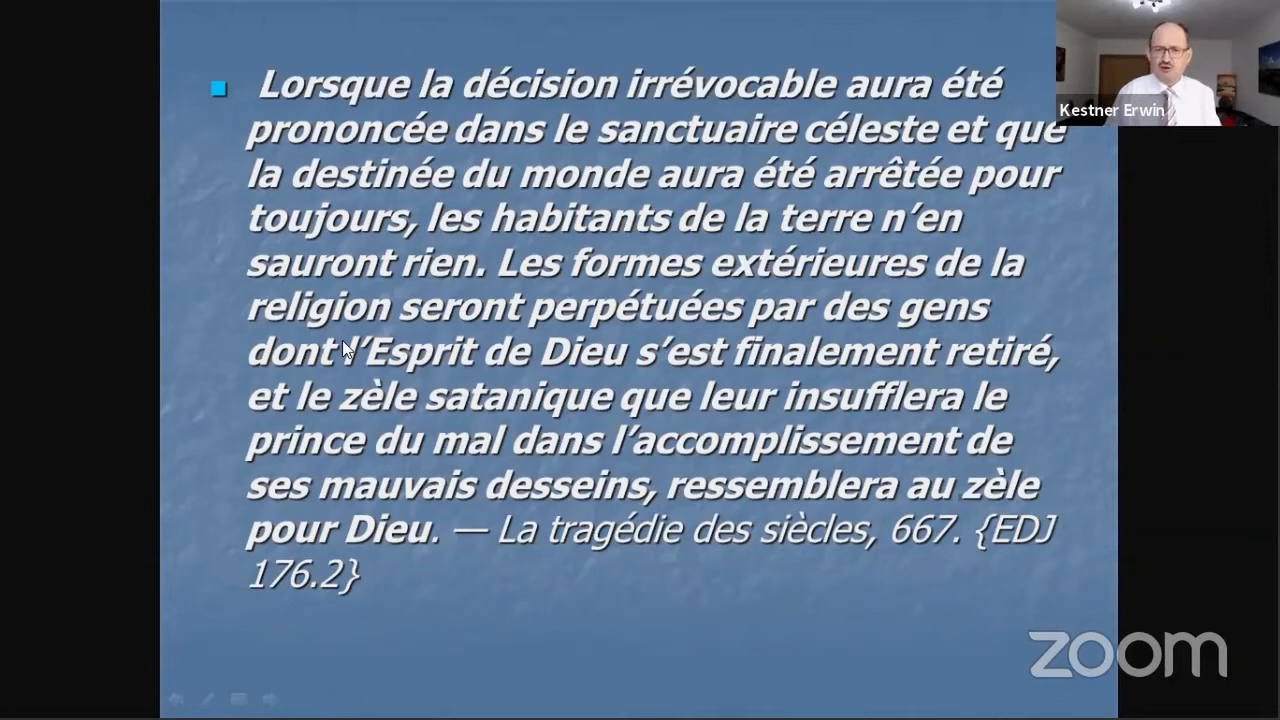 Lorsque la décision irrévocable aura été
prononcée dans le sanctuaire céleste et que
la destinée du monde aura été arrêtée pour
toujours, les habitants de la terre n’en
sauront rien. Les formes extérieures de la
religion seront perpétuées par des gens
dont l’Esprit de Dieu s’est finalement retiré,
et le zèle satanique que leur insufflera le
prince du mal dans l’accomplissement de
ses mauvais desseins, ressemblera au zèle
pour Dieu. — La tragédie des siècles, 667. {EDJ
176.2}
Kestner Erwin
zoom